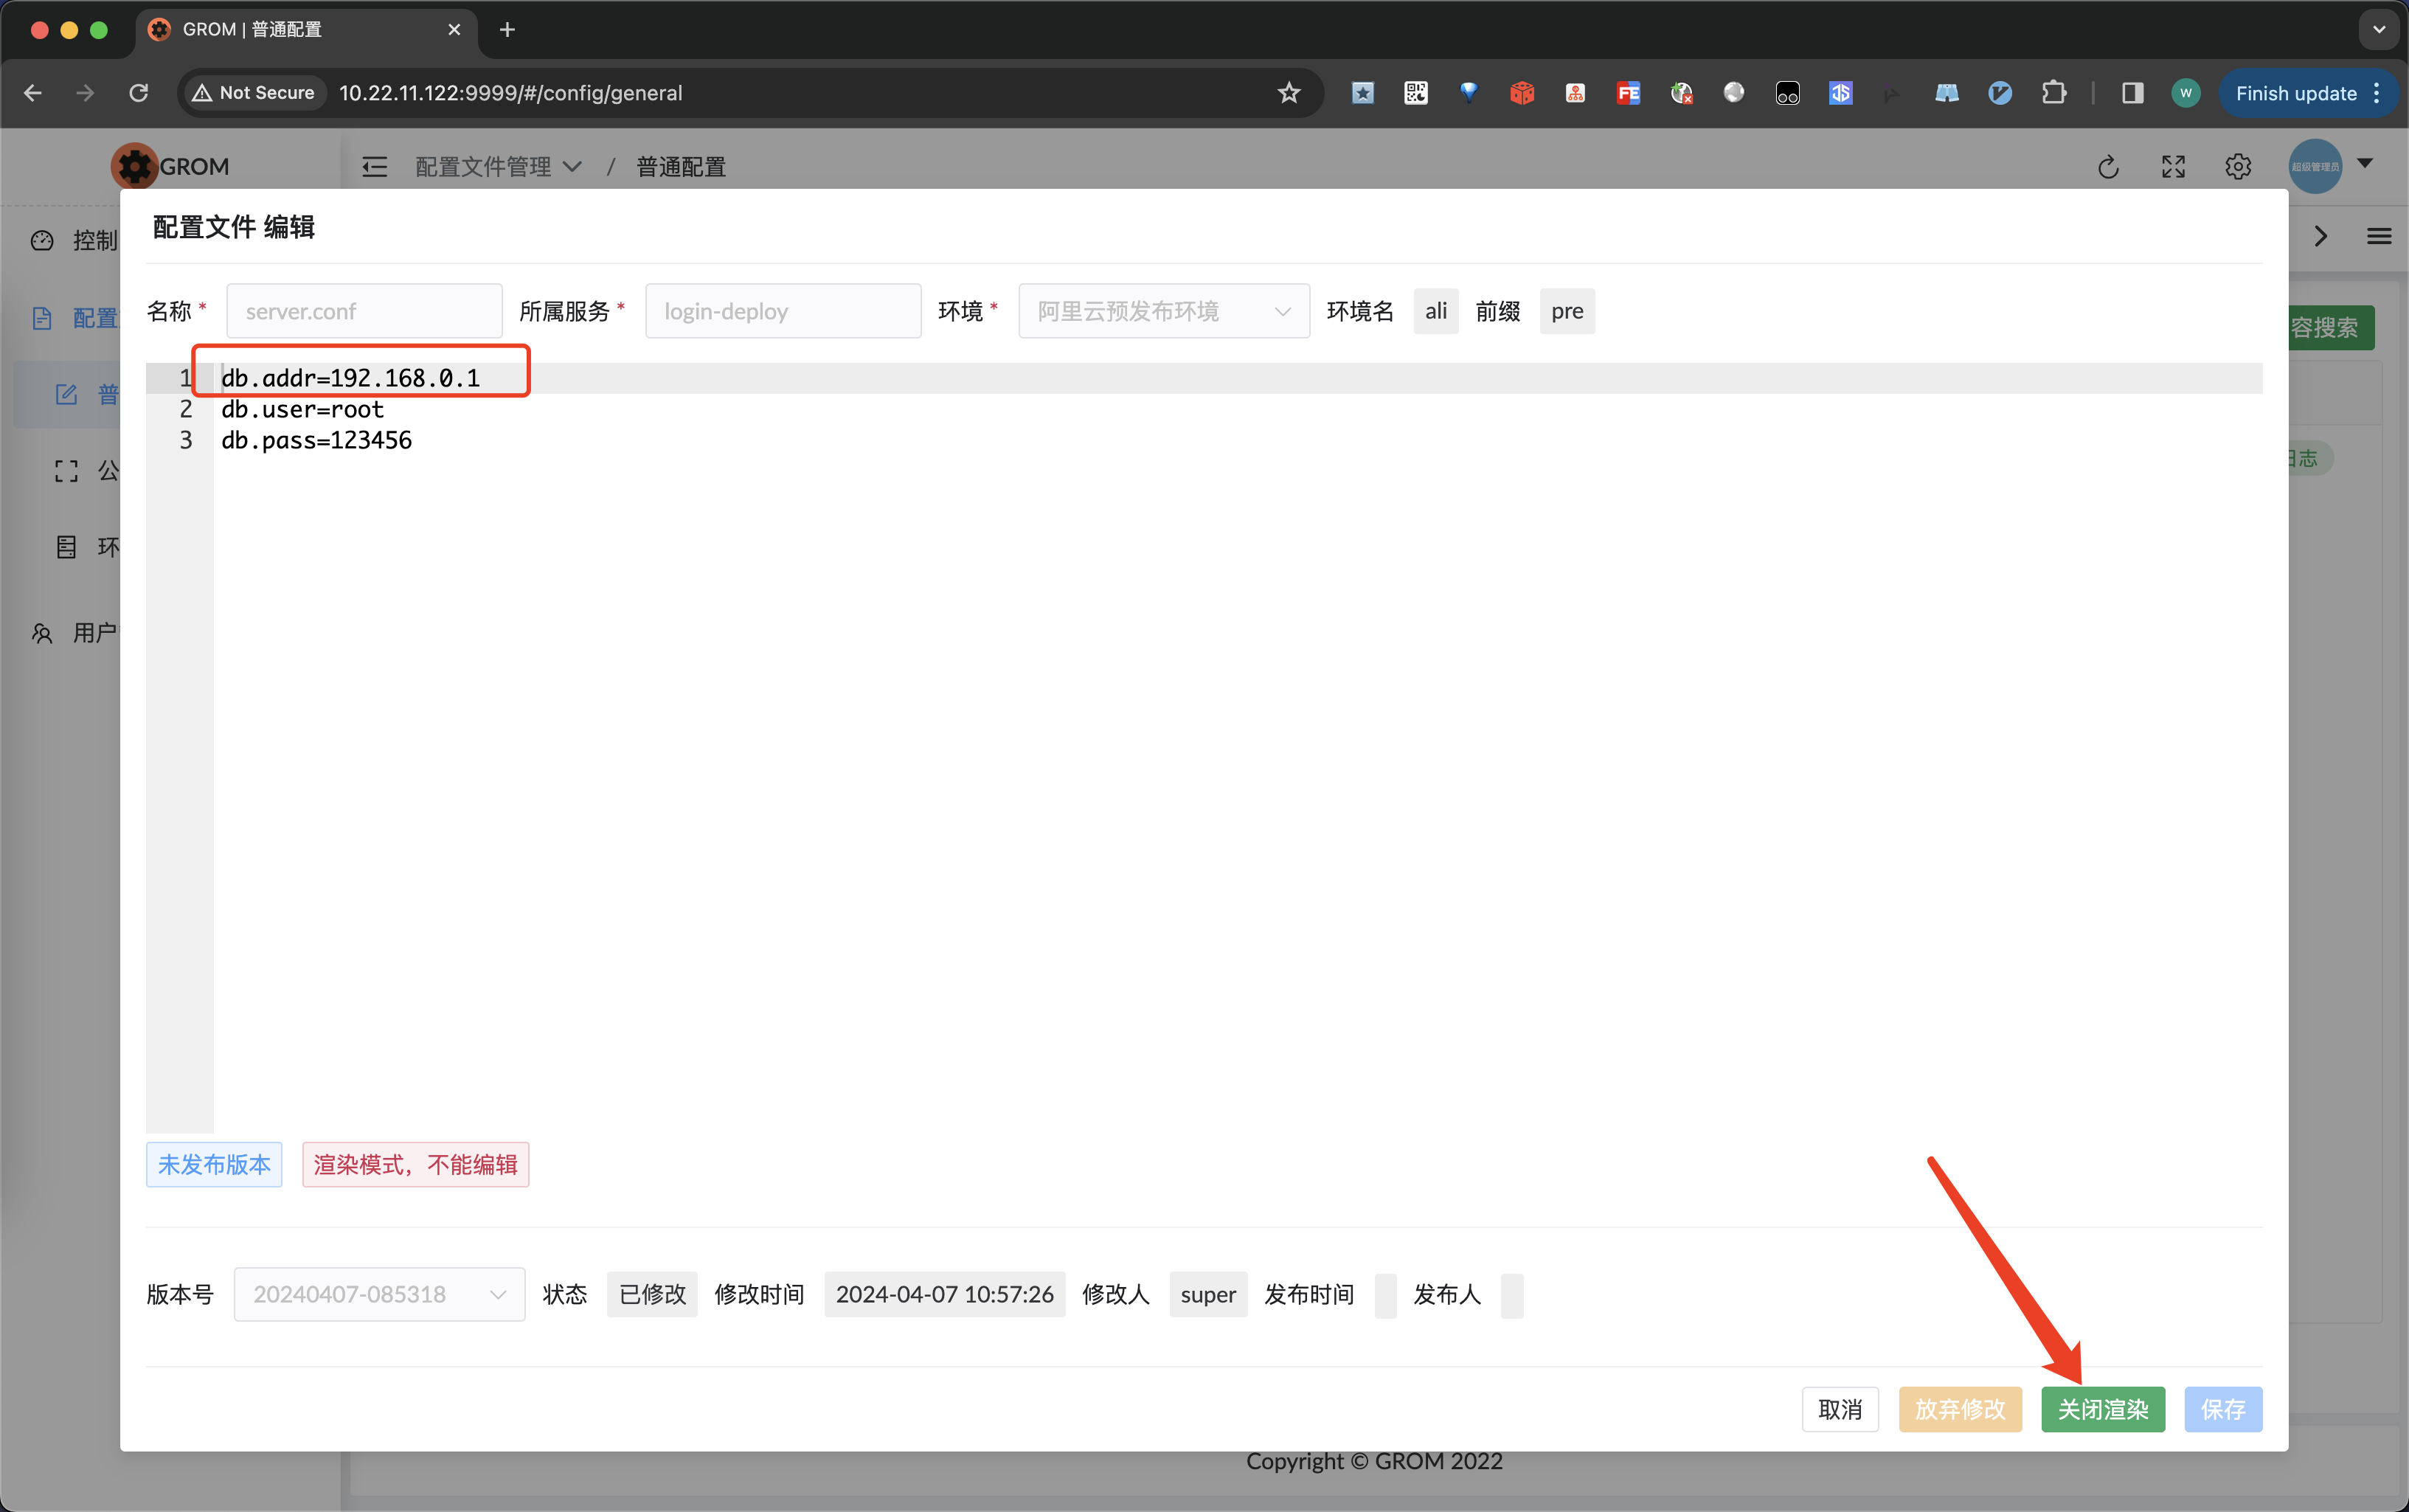 GROM | 普通配置
Not Secure
10.22.11.122:9999/#/config/general
FE
JS
W
Finish update
GROM
配置文件管理 / 普通配置
超级管理员
控制
配置
普
公
环
用户
容搜索
日志
配置文件 编辑
名称 * server.conf 所属服务 * login-deploy 环境 * 阿里云预发布环境 环境名 ali 前缀 pre
1 db.addr=192.168.0.1
2 db.user=root
3 db.pass=123456
未发布版本 渲染模式，不能编辑
版本号 20240407-085318 状态 已修改 修改时间 2024-04-07 10:57:26 修改人 super 发布时间 发布人
取消 放弃修改 关闭渲染 保存
Copyright © GROM 2022